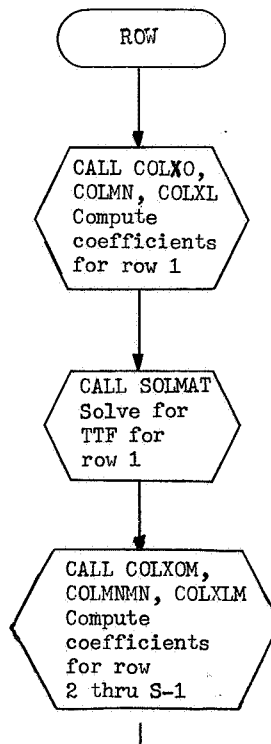 ROW
CALL COLXO,
COLMN, COLXL
Compute
coefficients
for row 1
CALL SOLMAT
Solve for
TTF for
row 1
CALL COLXOM,
COLMNMN, COLXLM
Compute
coefficients
for row
2 thru S-1